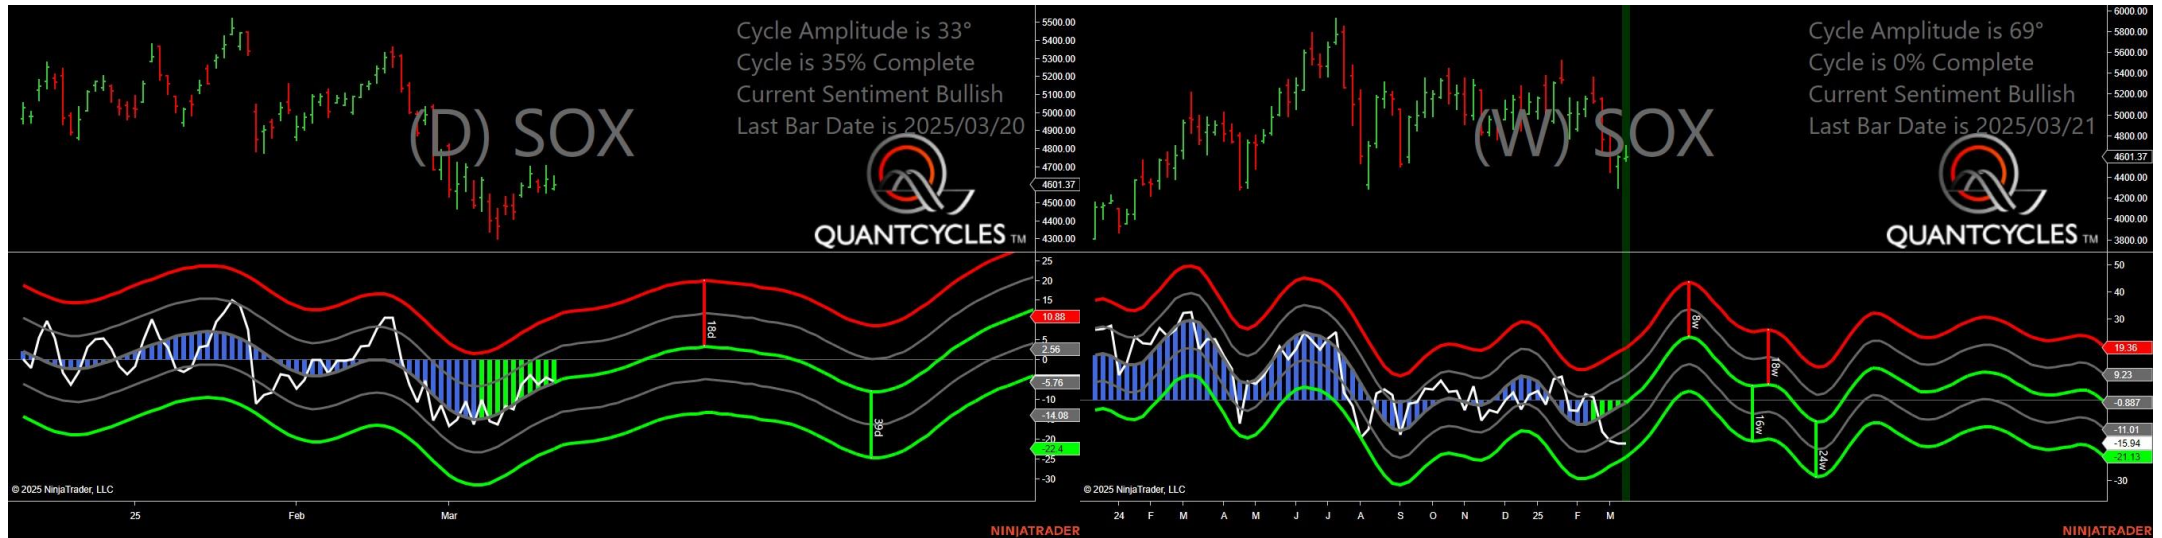 Cycle Amplitude is 33°
Cycle is 35% Complete
Current Sentiment Bullish
Last Bar Date is 2025/03/20
(D) SOX
QUANTCYCLES TM
5500.00
5400.00
5300.00
5200.00
5100.00
5000.00
4900.00
4800.00
4700.00
4601.37
4500.00
4400.00
4300.00
25
20
15
10.88
5
2.56
0
-5.76
-10
-14.08
-20
-22.4
-25
-30
18d
39d
© 2025 NinjaTrader, LLC
25
Feb
Mar
NINJATRADER
Cycle Amplitude is 69°
Cycle is 0% Complete
Current Sentiment Bullish
Last Bar Date is 2025/03/21
(W) SOX
QUANTCYCLES TM
6000.00
5800.00
5600.00
5400.00
5200.00
5000.00
4800.00
4601.37
4400.00
4200.00
4000.00
3800.00
50
40
30
19.36
9.23
-0.887
-11.01
-15.94
-21.13
-30
8w
18w
16w
24w
© 2025 NinjaTrader, LLC
24
F
M
A
M
J
J
A
S
O
N
D
25
F
M
NINJATRADER